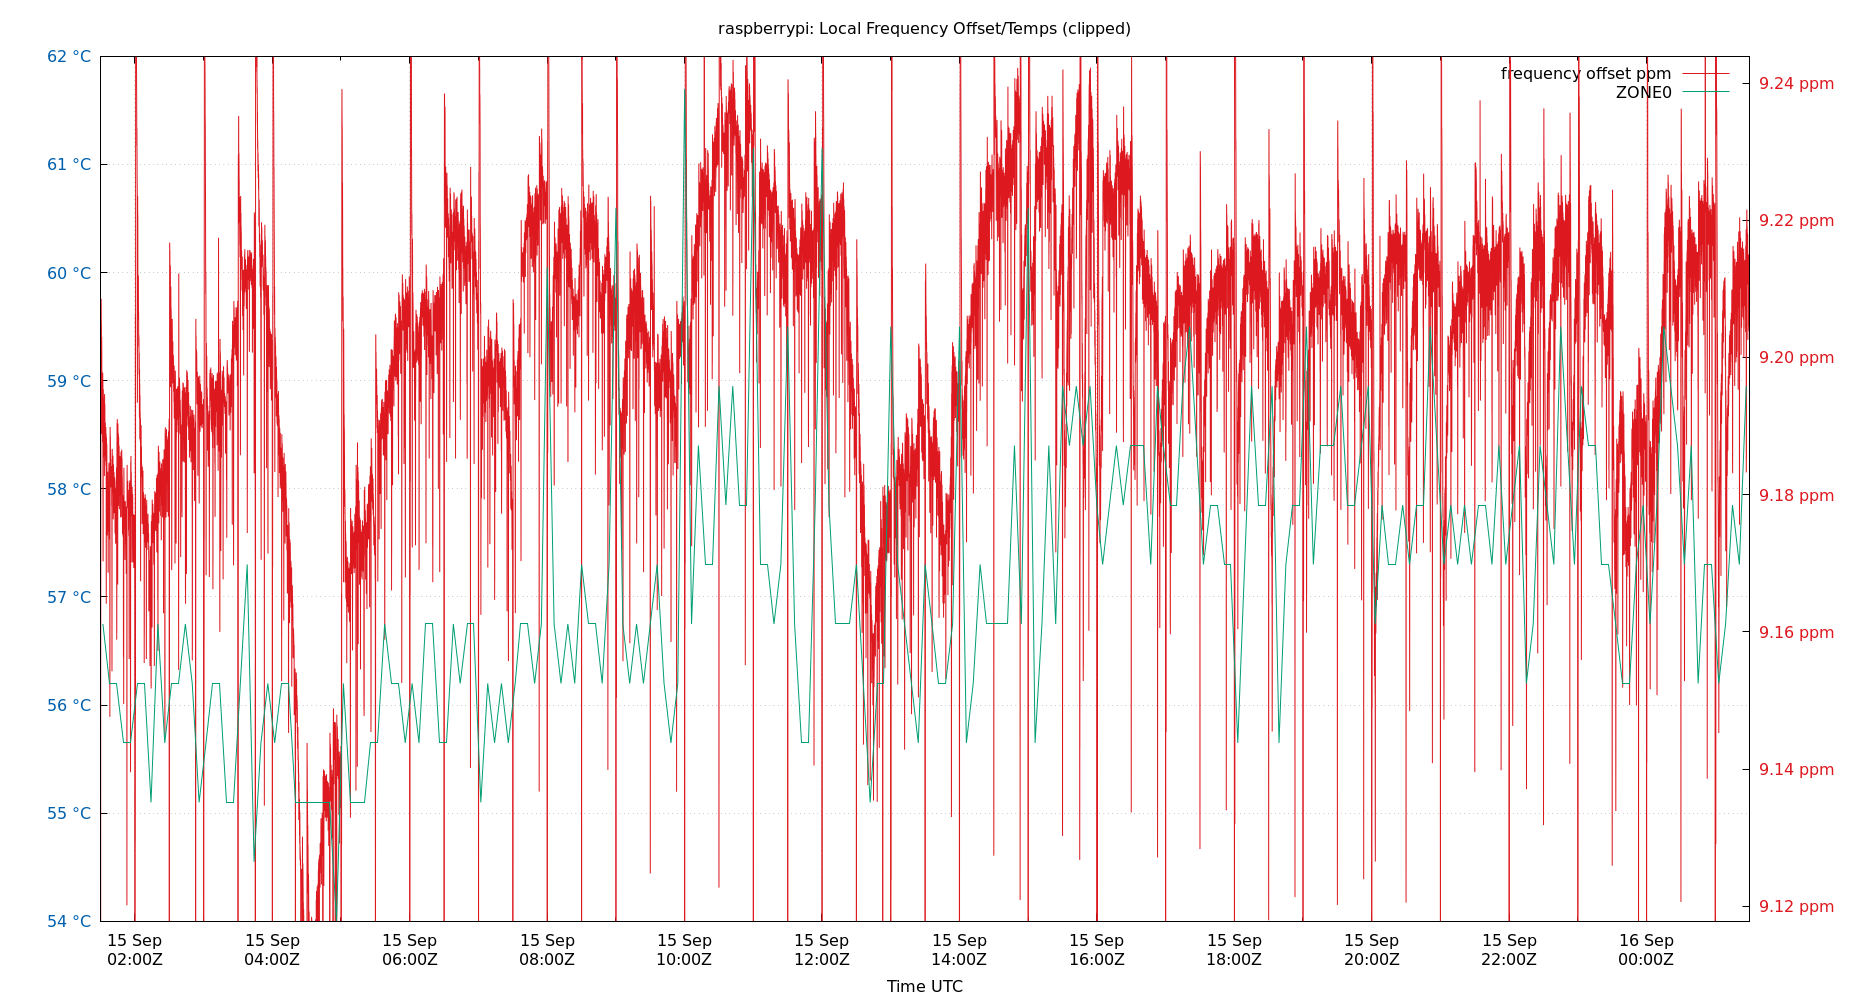 raspberrypi: Local Frequency Offset/Temps (clipped)
62 °C
61 °C
60 °C
59 °C
58 °C
57 °C
56 °C
55 °C
54 °C
frequency offset ppm
ZONE0
9.24 ppm
9.22 ppm
9.20 ppm
9.18 ppm
9.16 ppm
9.14 ppm
9.12 ppm
15 Sep 15 Sep 15 Sep 15 Sep 15 Sep 15 Sep 15 Sep 15 Sep 15 Sep 15 Sep 15 Sep 16 Sep
02:00Z 04:00Z 06:00Z 08:00Z 10:00Z 12:00Z 14:00Z 16:00Z 18:00Z 20:00Z 22:00Z 00:00Z
Time UTC